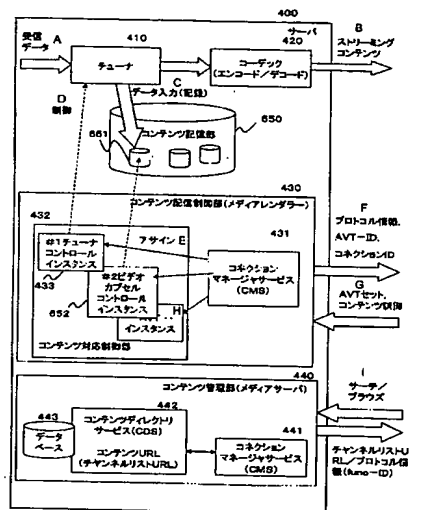 400
サーバ
B
ストリーミング
コンテンツ
受信
データ
A
410
チューナ
420
コーデック
(エンコード/デコード)
C
データ入力(記録)
D
制御
コンテンツ記憶部
650
661
430
コンテンツ配信制御部(メディアレンダラー)
432
アサイン E
431
#1チューナ
コントロール
インスタンス
433
#2ビデオ
カプセル
コントロール
インスタンス
652
H
インスタンス
コンテンツ対応制御部
コネクション
マネージャサービス
(CMS)
F
プロトコル情報、
AVT-ID、
コネクションID
G
AVTセット、
コンテンツ制御
440
コンテンツ管理部(メディアサーバ)
443
データ
ベース
442
コンテンツディレクトリ
サービス(CDS)
コンテンツURL
(チャンネルリストURL)
441
コネクション
マネージャサービス
(CMS)
I
サーチ/
ブラウズ
チャンネルリストU
RL/プロトコル情
報(func-ID)